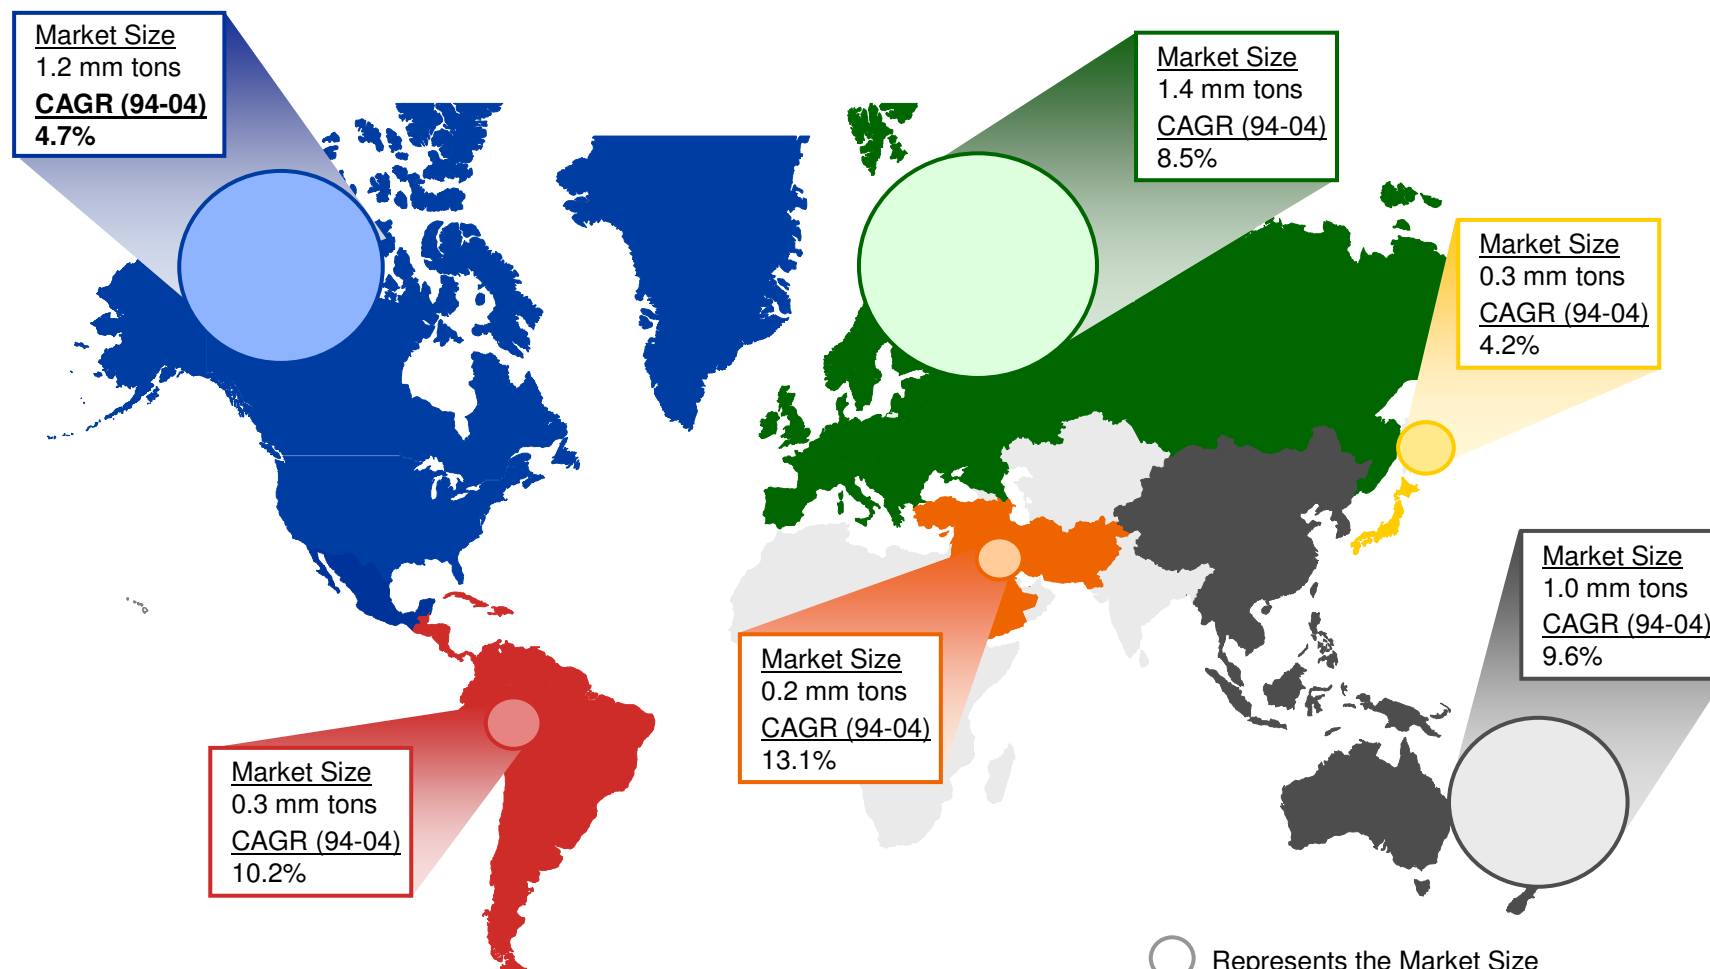 Market Size
1.2 mm tons
CAGR (94-04)
4.7%
Market Size
1.4 mm tons
CAGR (94-04)
8.5%
Market Size
0.3 mm tons
CAGR (94-04)
4.2%
Market Size
1.0 mm tons
CAGR (94-04)
9.6%
Market Size
0.2 mm tons
CAGR (94-04)
13.1%
Market Size
0.3 mm tons
CAGR (94-04)
10.2%
Represents the Market Size